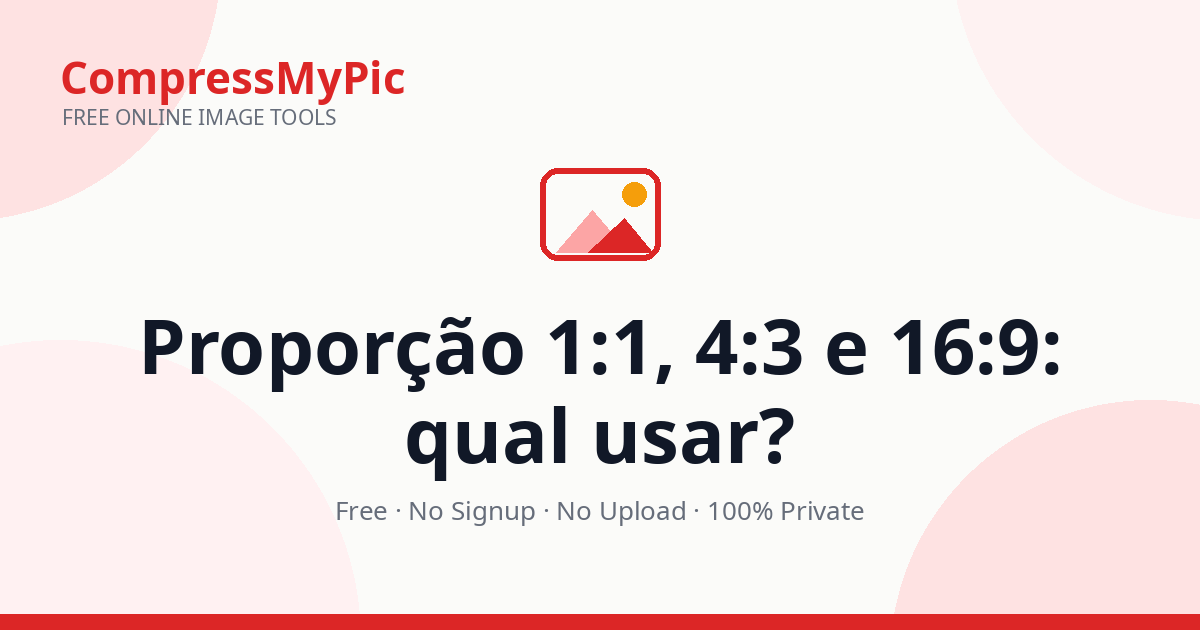 CompressMyPic
FREE ONLINE IMAGE TOOLS
Proporção 1:1, 4:3 e 16:9:
qual usar?
Free · No Signup · No Upload · 100% Private